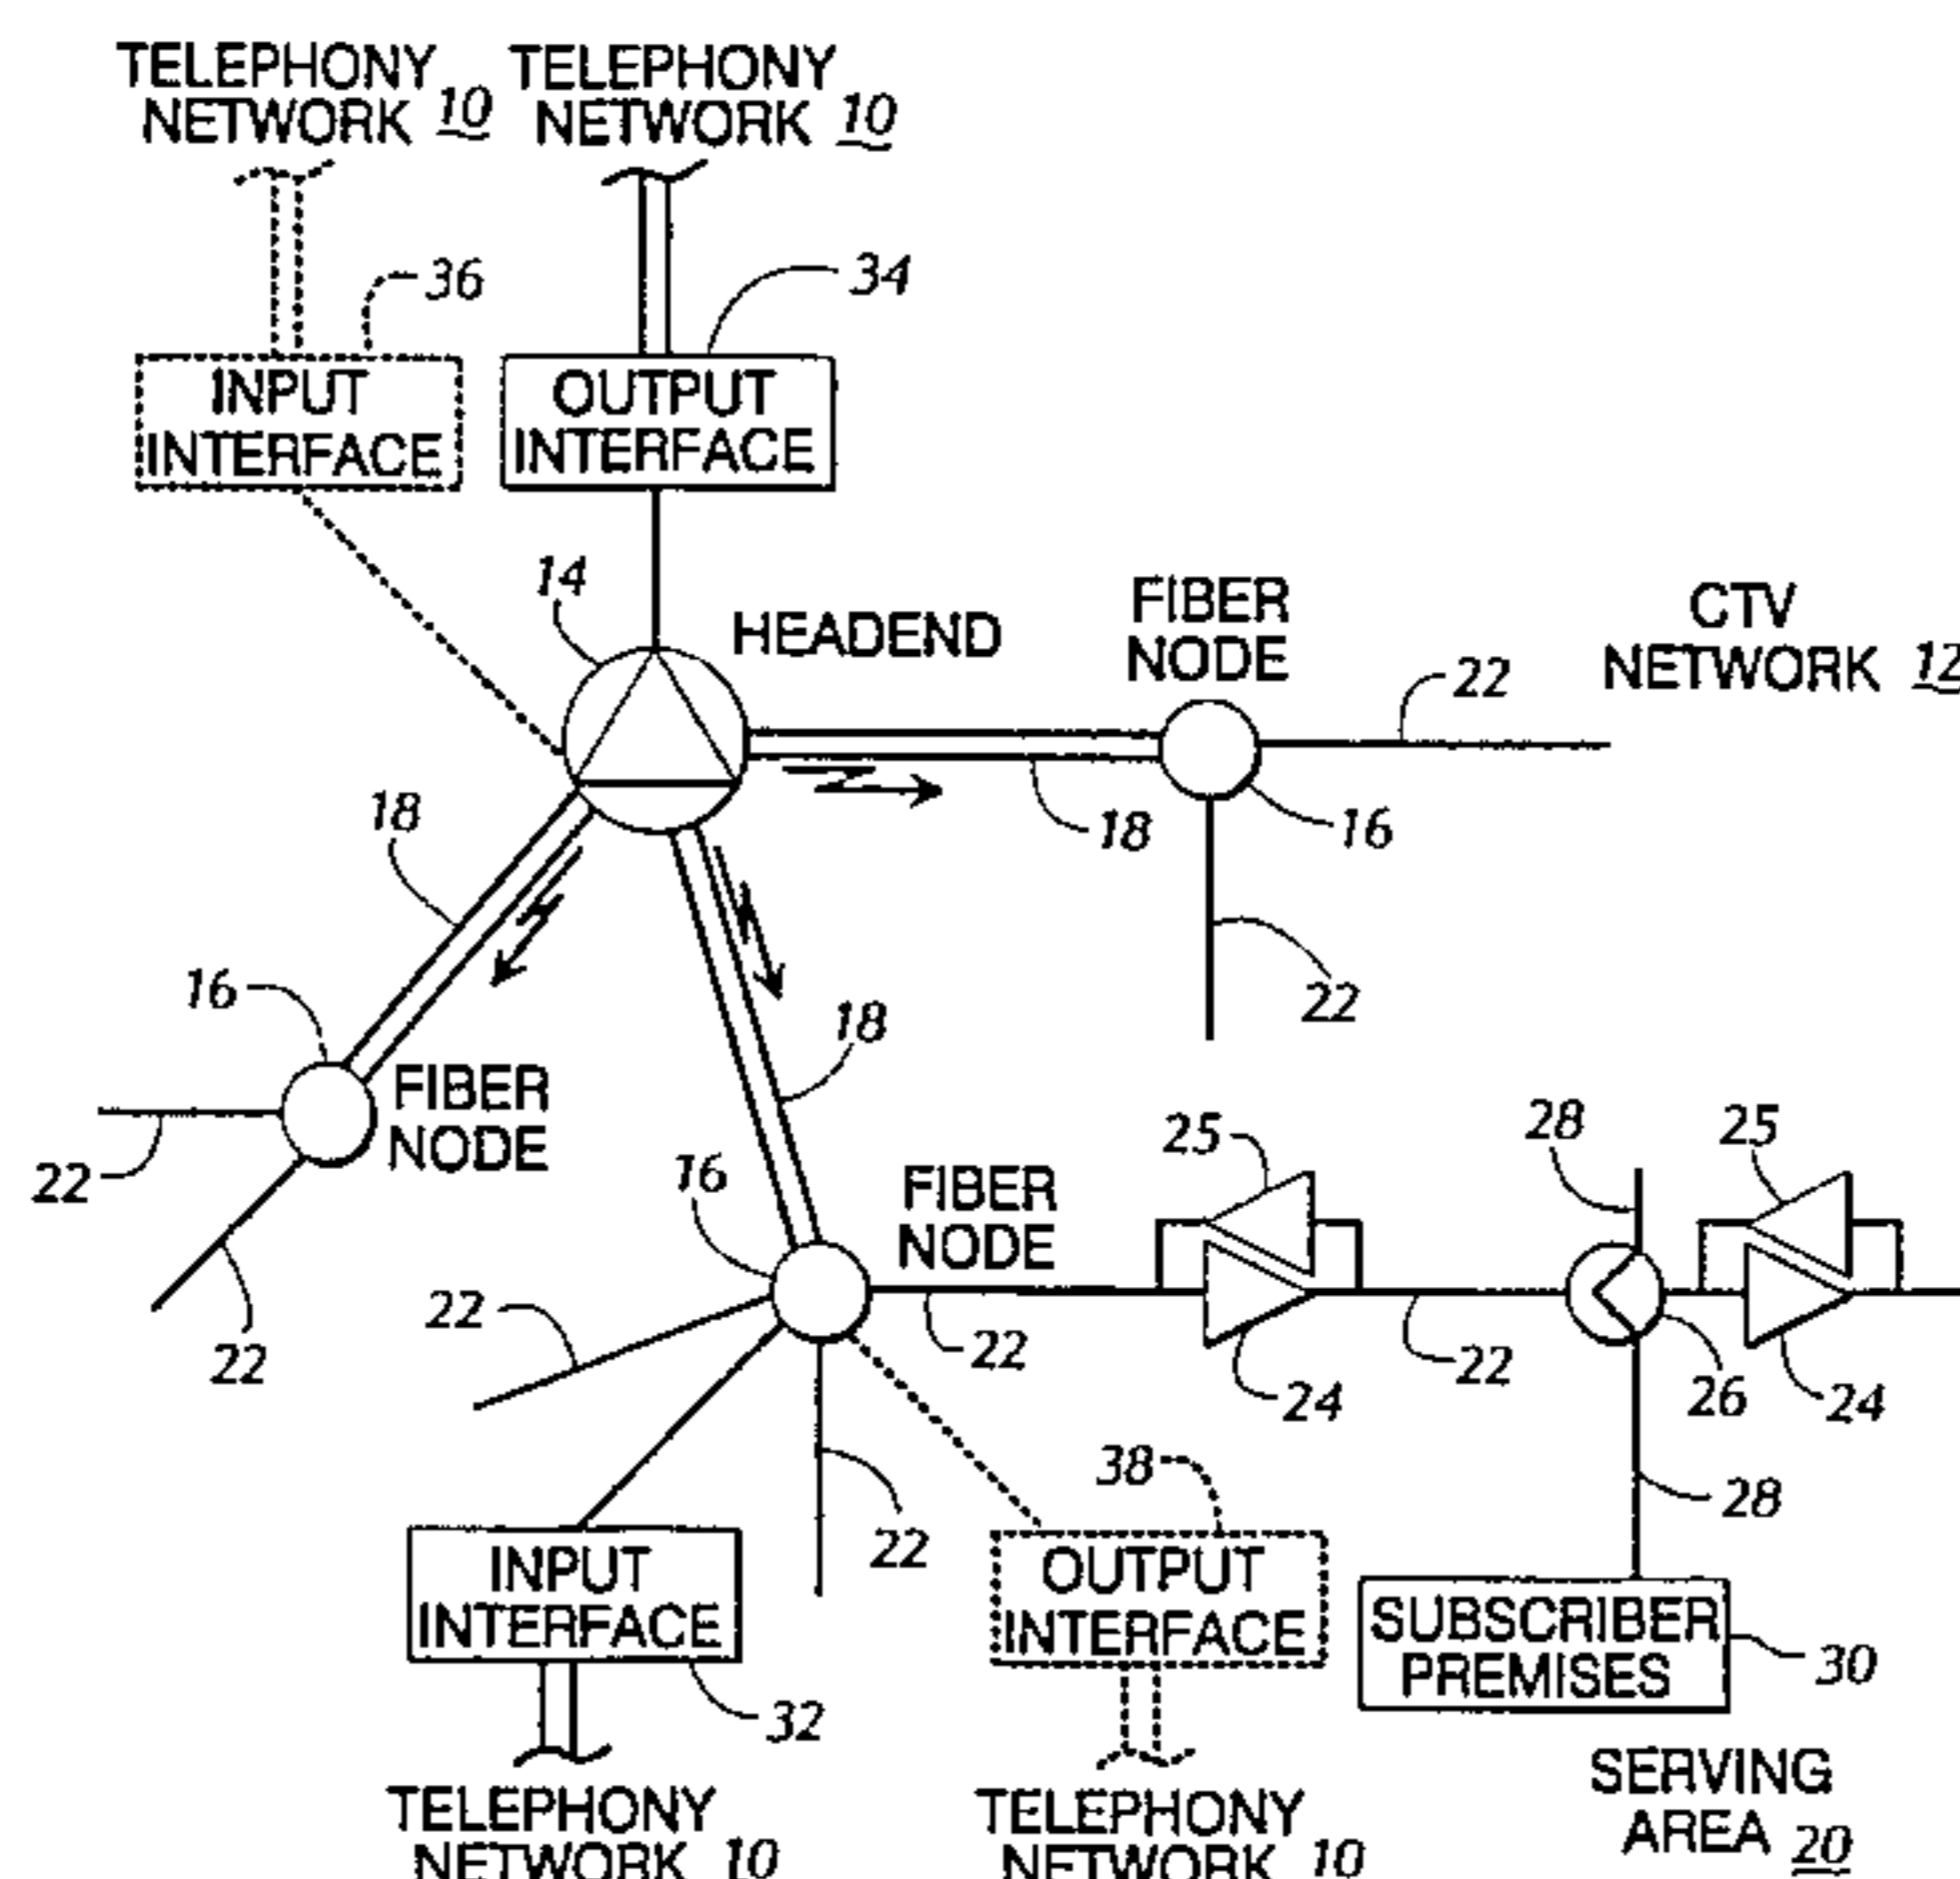 TELEPHONY
NETWORK 10
TELEPHONY
NETWORK 10
36
34
INPUT
INTERFACE
OUTPUT
INTERFACE
14
HEADEND
FIBER
NODE
CTV
NETWORK 12
22
18
18
16
22
16
18
FIBER
NODE
22
22
16
FIBER
NODE
25
28
25
22
22
22
24
26
24
38
28
22
INPUT
INTERFACE
OUTPUT
INTERFACE
SUBSCRIBER
PREMISES
30
32
TELEPHONY
NETWORK 10
TELEPHONY
NETWORK 10
SERVING
AREA 20